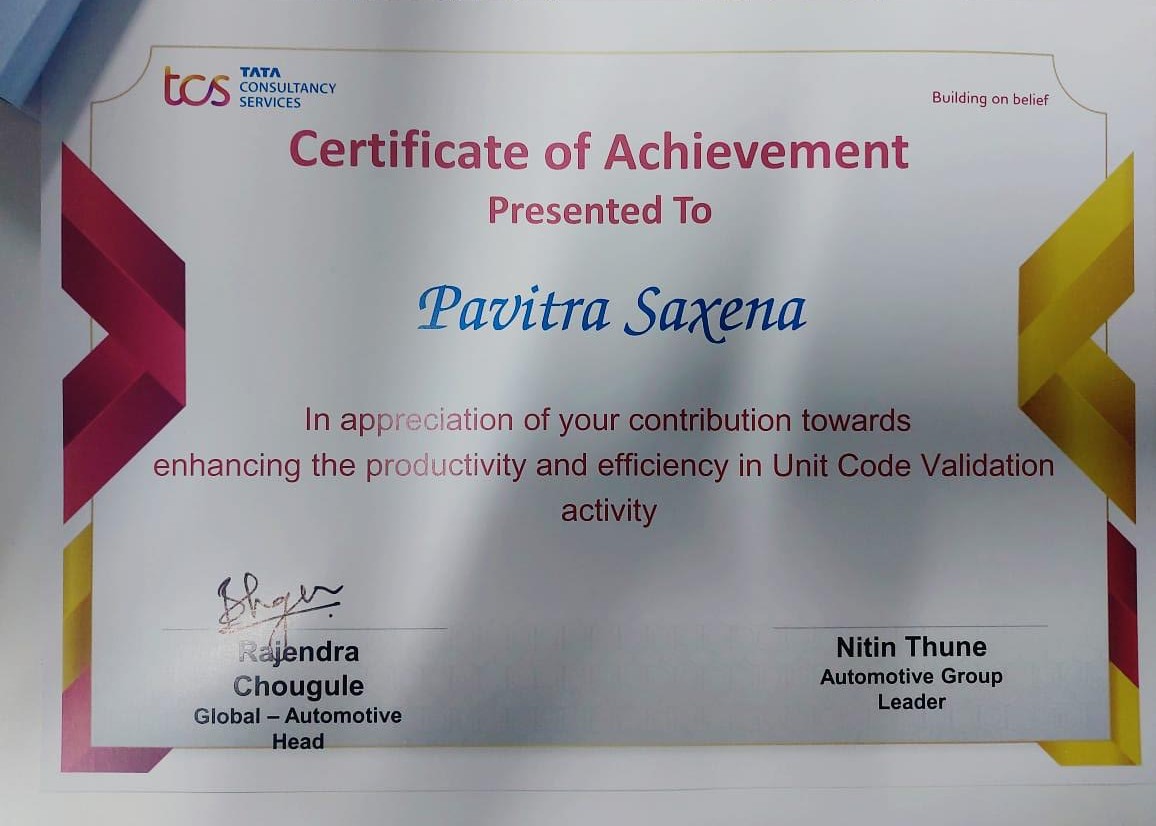 tcs TATA
CONSULTANCY
SERVICES
Building on belief
Certificate of Achievement
Presented To
Pavitra Saxena
In appreciation of your contribution towards
enhancing the productivity and efficiency in Unit Code Validation
activity
Rajendra
Chougule
Global – Automotive
Head
Nitin Thune
Automotive Group
Leader